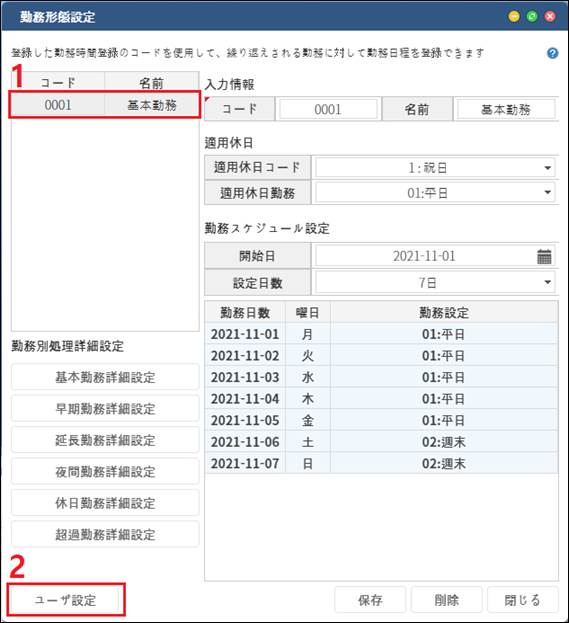 勤務形態設定
登録した勤務時間登録のコードを使用して、繰り返えされる勤務に対して勤務日程を登録できます ?
1
コード 名前
0001 基本勤務
入力情報
コード 0001 名前 基本勤務
適用休日
適用休日コード 1:祝日
適用休日勤務 01:平日
勤務スケジュール設定
開始日 2021-11-01
設定日数 7日
勤務日数 曜日 勤務設定
2021-11-01 月 01:平日
2021-11-02 火 01:平日
2021-11-03 水 01:平日
2021-11-04 木 01:平日
2021-11-05 金 01:平日
2021-11-06 土 02:週末
2021-11-07 日 02:週末
勤務別処理詳細設定
基本勤務詳細設定
早期勤務詳細設定
延長勤務詳細設定
夜間勤務詳細設定
休日勤務詳細設定
超過勤務詳細設定
2
ユーザ設定
保存 削除 閉じる